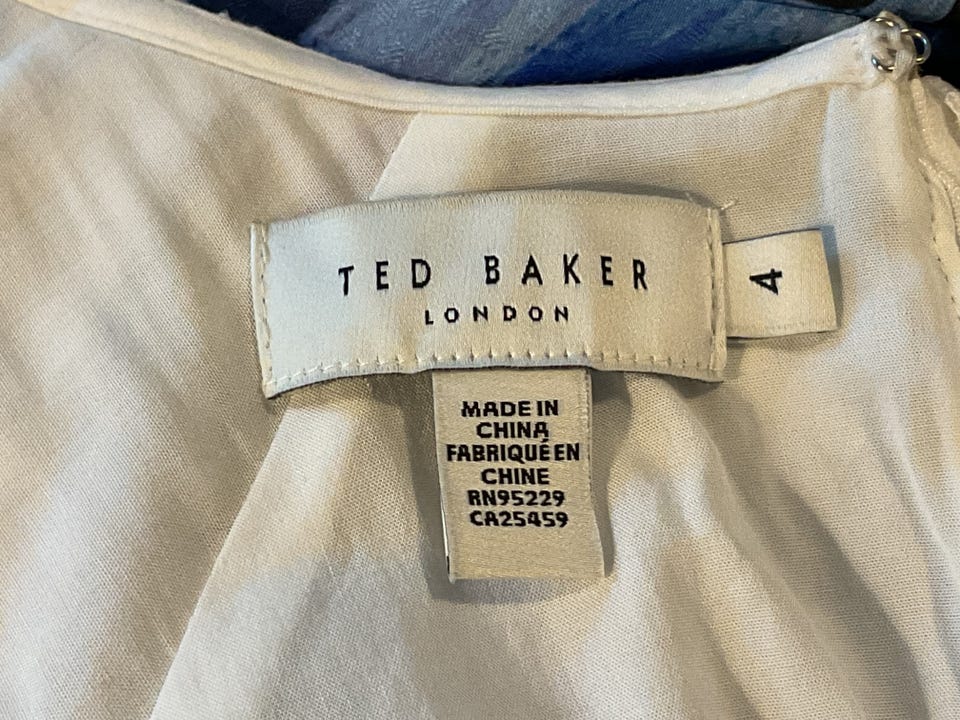 TED BAKER
LONDON
4
MADE IN
CHINA
FABRIQUÉ EN
CHINE
RN95229
CA25459